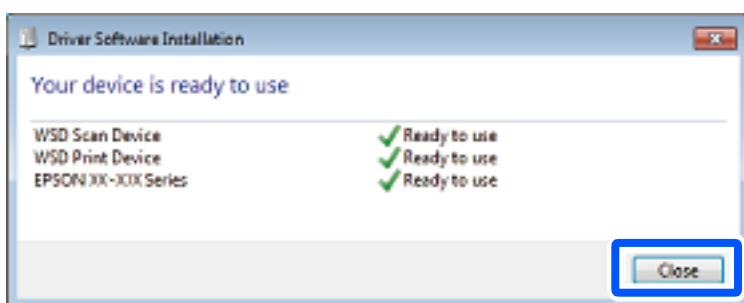 Driver Software Installation
Your device is ready to use
WSD Scan Device Ready to use
WSD Print Device Ready to use
EPSON XX-XXX Series Ready to use
Close